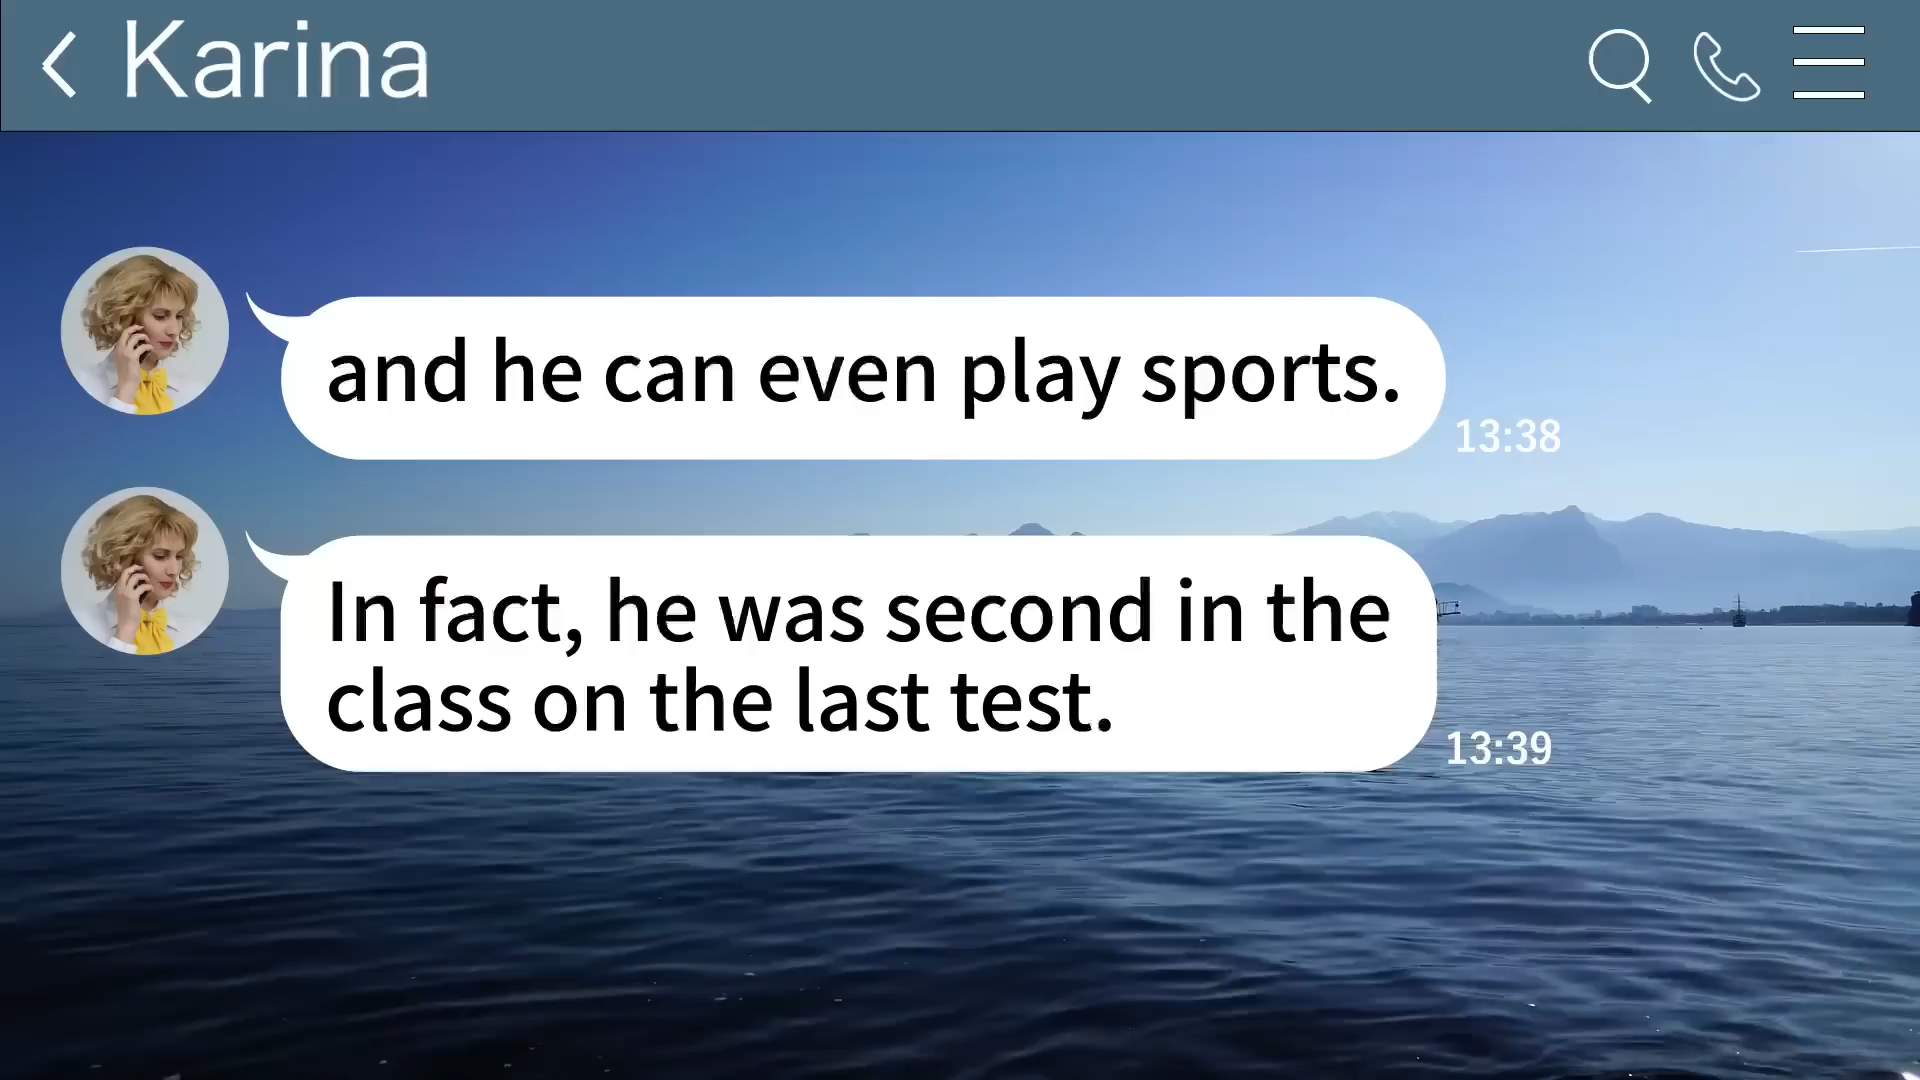 Karina
and he can even play sports.
13:38
In fact, he was second in the
class on the last test.
13:39